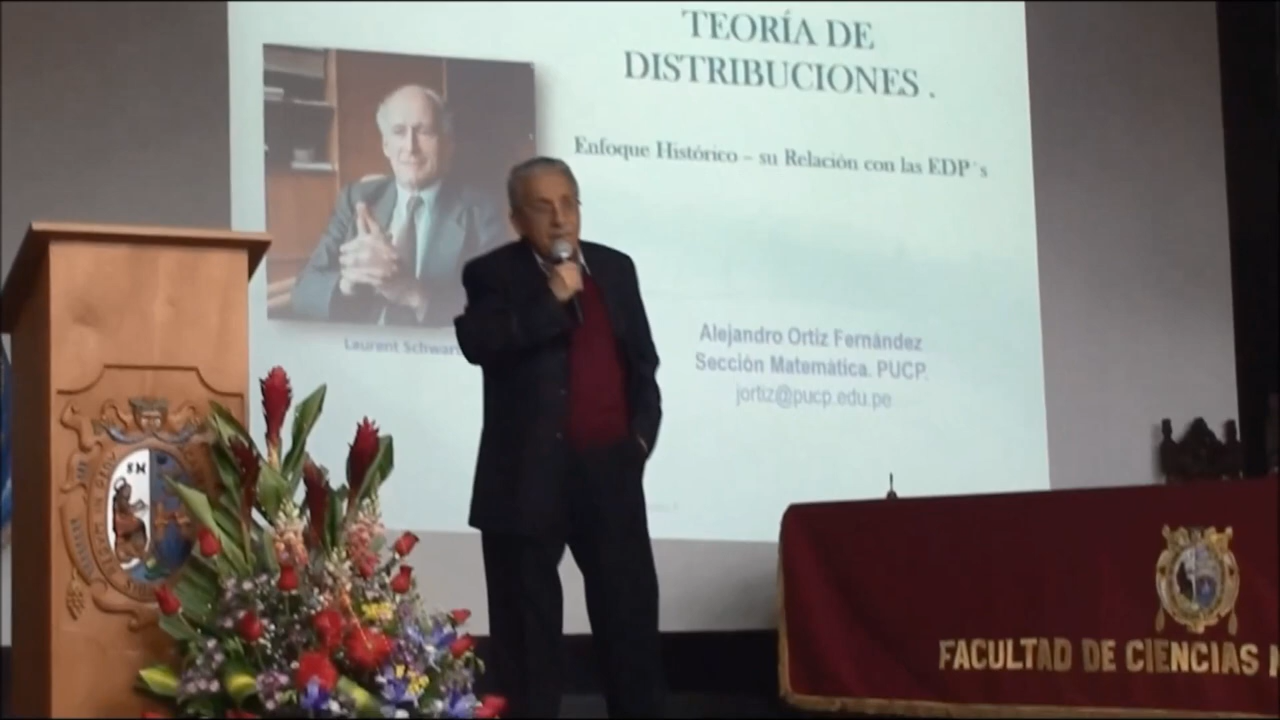 TEORÍA DE
DISTRIBUCIONES .
Enfoque Histórico – su Relación con las EDP´s
Laurent
Alejandro Ortiz Fernández
Sección Matemática. PUCP.
jortiz@pucp.edu.pe
FACULTAD DE CIENCIAS